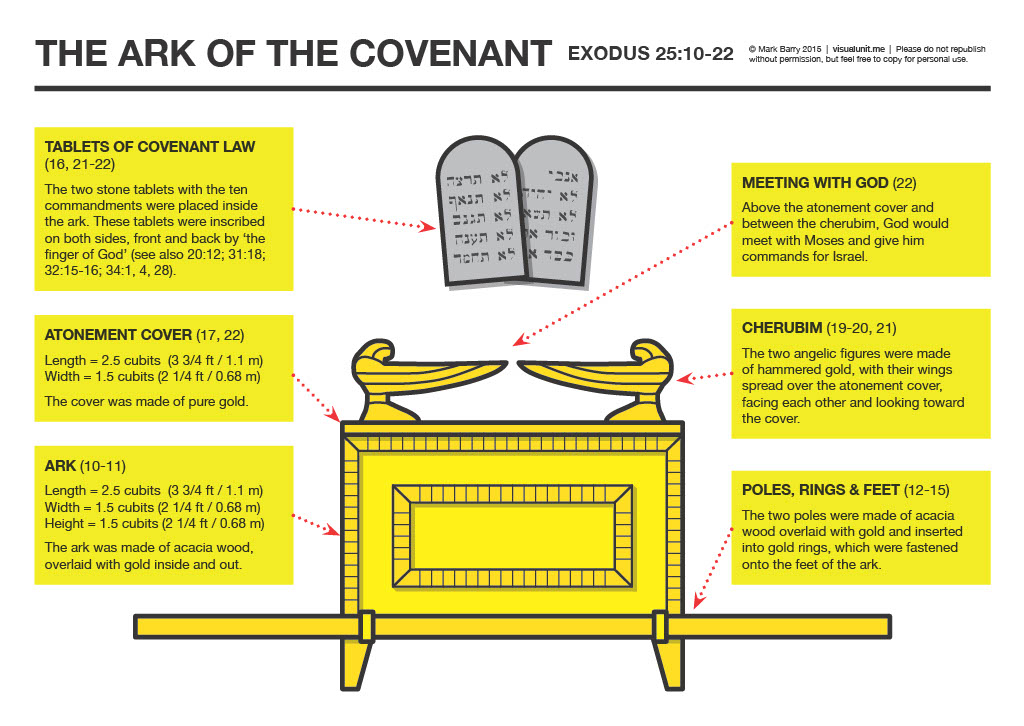 THE ARK OF THE COVENANT EXODUS 25:10-22
© Mark Barry 2015 | visualunit.me | Please do not republish
without permission, but feel free to copy for personal use.
TABLETS OF COVENANT LAW
(16, 21-22)
The two stone tablets with the ten
commandments were placed inside
the ark. These tablets were inscribed
on both sides, front and back by ‘the
finger of God’ (see also 20:12; 31:18;
32:15-16; 34:1, 4, 28).
ATONEMENT COVER (17, 22)
Length = 2.5 cubits (3 3/4 ft / 1.1 m)
Width = 1.5 cubits (2 1/4 ft / 0.68 m)
The cover was made of pure gold.
ARK (10-11)
Length = 2.5 cubits (3 3/4 ft / 1.1 m)
Width = 1.5 cubits (2 1/4 ft / 0.68 m)
Height = 1.5 cubits (2 1/4 ft / 0.68 m)
The ark was made of acacia wood,
overlaid with gold inside and out.
אנכי
לא
לא תשא
זכור
כבד
לא תרצח
לא תנאף
לא תגנב
לא תענה
לא תחמד
MEETING WITH GOD (22)
Above the atonement cover and
between the cherubim, God would
meet with Moses and give him
commands for Israel.
CHERUBIM (19-20, 21)
The two angelic figures were made
of hammered gold, with their wings
spread over the atonement cover,
facing each other and looking toward
the cover.
POLES, RINGS & FEET (12-15)
The two poles were made of acacia
wood overlaid with gold and inserted
into gold rings, which were fastened
onto the feet of the ark.